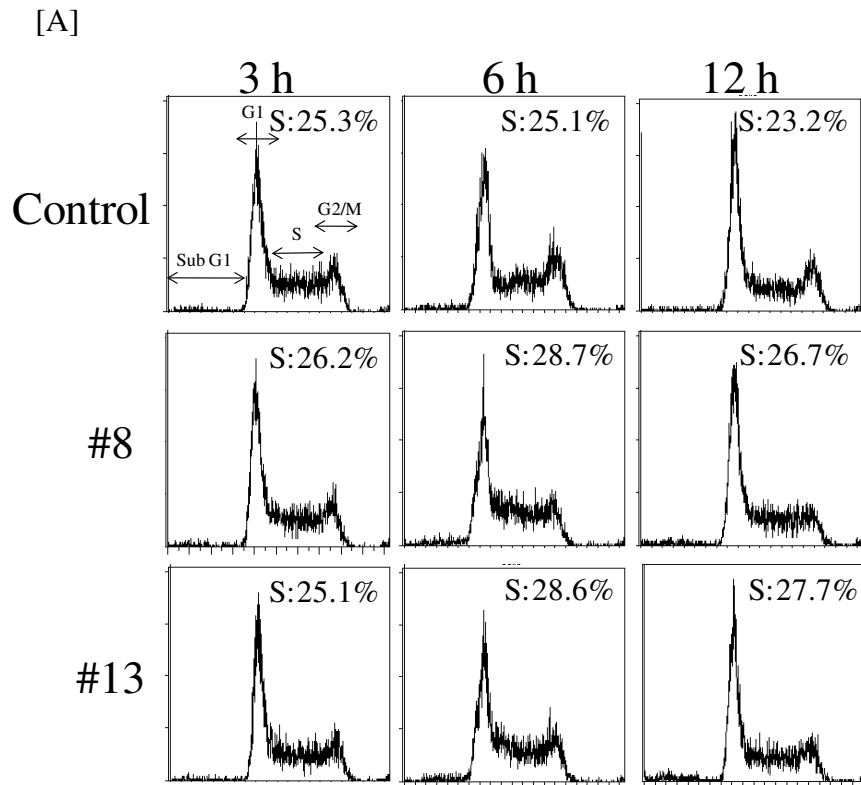 [A]
3 h 6 h 12 h
Control
G1
S:25.3%
G2/M
S
Sub G1
S:25.1%
S:23.2%
#8
S:26.2%
S:28.7%
S:26.7%
#13
S:25.1%
S:28.6%
S:27.7%